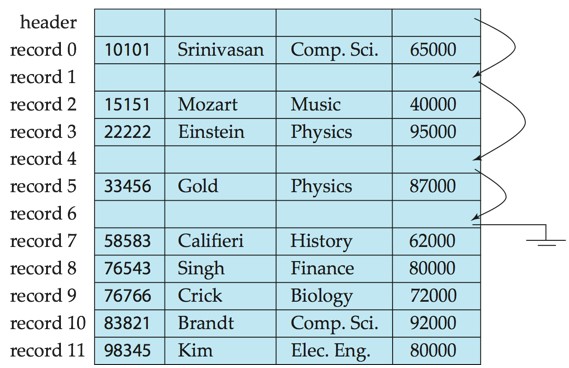 header
record 0 10101 Srinivasan Comp. Sci. 65000
record 1
record 2 15151 Mozart Music 40000
record 3 22222 Einstein Physics 95000
record 4
record 5 33456 Gold Physics 87000
record 6
record 7 58583 Califieri History 62000
record 8 76543 Singh Finance 80000
record 9 76766 Crick Biology 72000
record 10 83821 Brandt Comp. Sci. 92000
record 11 98345 Kim Elec. Eng. 80000